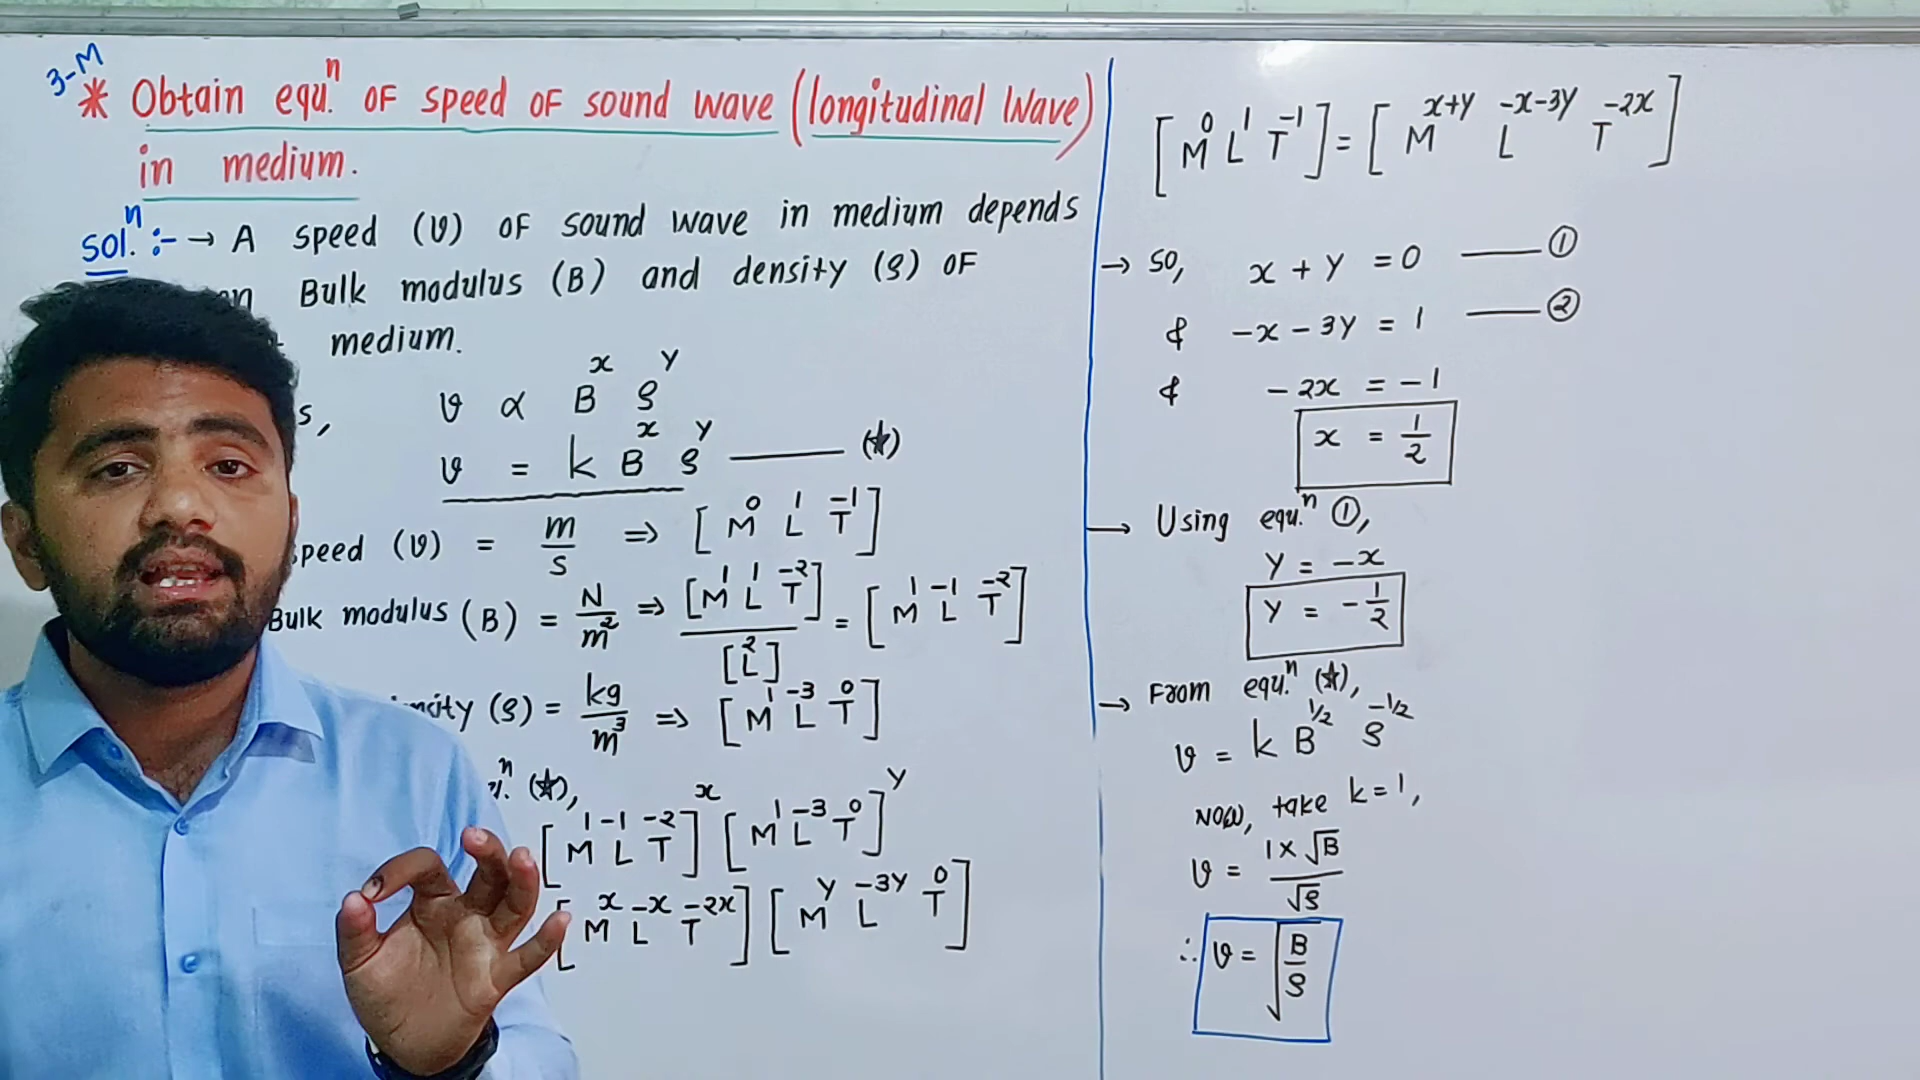 3-M
* Obtain equ.ⁿ OF speed OF sound wave (longitudinal Wave)
in medium.
Sol.ⁿ :- → A speed (v) OF sound wave in medium depends
on Bulk modulus (B) and density (ρ) OF
medium.
s, v ∝ B^x ρ^y
v = k B^x ρ^y ——— (☆)
speed (v) = m/s ⇒ [M^0 L^1 T^-1]
Bulk modulus (B) = N/m^2 ⇒ [M^1 L^1 T^-2]/[L^2] = [M^1 L^-1 T^-2]
nsity (ρ) = kg/m^3 ⇒ [M^1 L^-3 T^0]
ⁿ (☆),
[M^1 L^-1 T^-2]^x [M^1 L^-3 T^0]^y
[M^x L^-x T^-2x] [M^y L^-3y T^0]
[M^0 L^1 T^-1] = [M^x+y L^-x-3y T^-2x]
→ so, x + y = 0 ——— ①
& -x - 3y = 1 ——— ②
& -2x = -1
x = 1/2
→ Using equ.ⁿ ①,
y = -x
y = -1/2
→ From equ.ⁿ (☆),
v = k B^1/2 ρ^-1/2
Now, take k=1,
v = 1×√B/√ρ
∴ v = √(B/ρ)